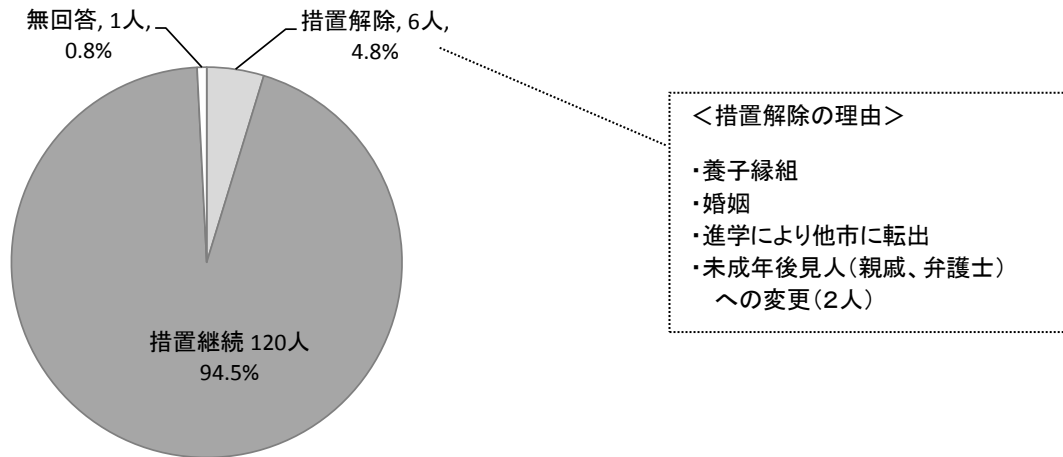 無回答, 1人,
0.8%
措置解除, 6人,
4.8%
措置継続 120人
94.5%
＜措置解除の理由＞
・養子縁組
・婚姻
・進学により他市に転出
・未成年後見人（親戚、弁護士）
への変更（２人）